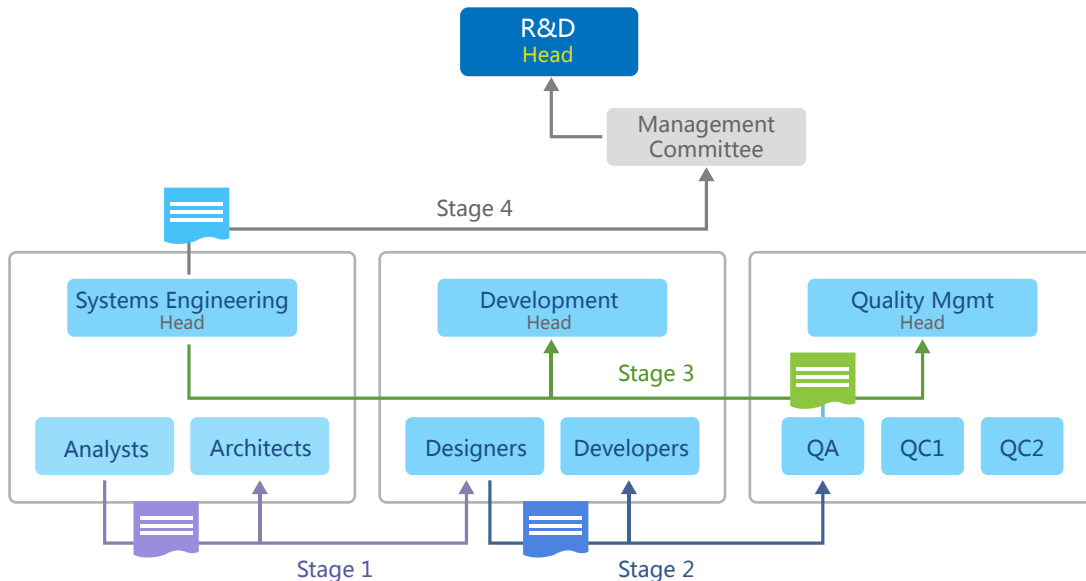 R&D
Head
Management
Committee
Stage 4
Systems Engineering
Head
Development
Head
Quality Mgmt
Head
Stage 3
Analysts
Architects
Designers
Developers
QA
QC1
QC2
Stage 1
Stage 2